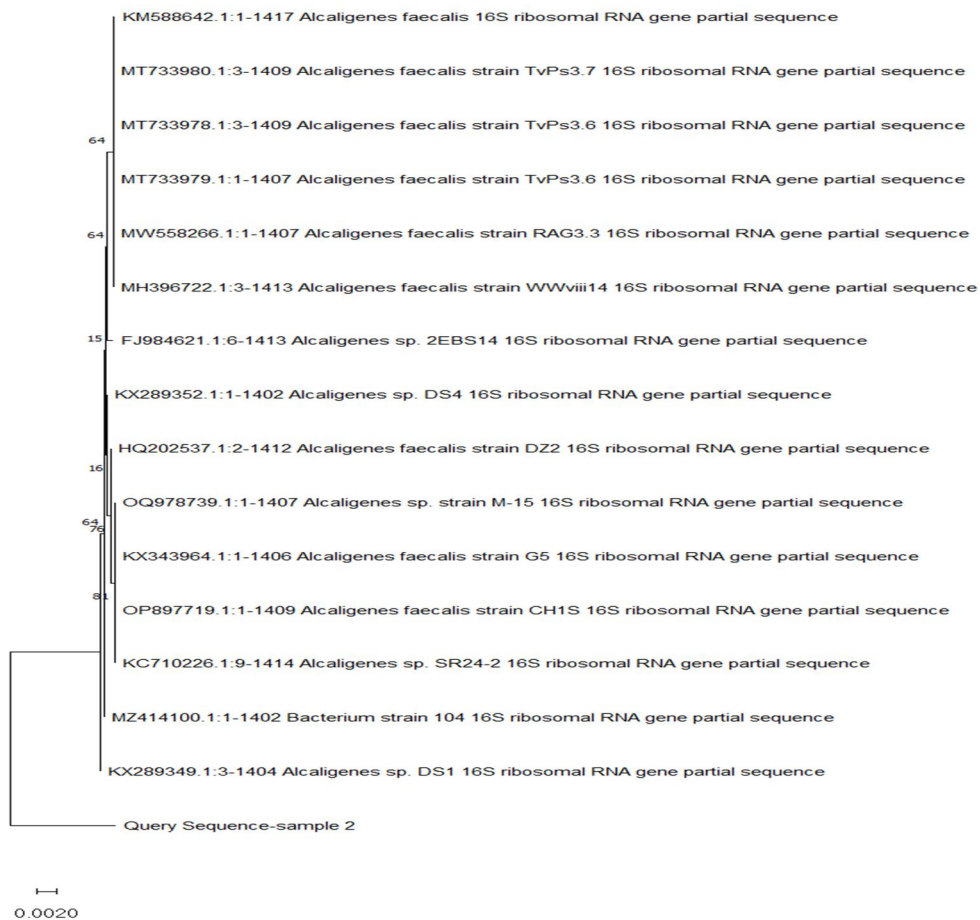 KM588642.1:1-1417 Alcaligenes faecalis 16S ribosomal RNA gene partial sequence
MT733980.1:3-1409 Alcaligenes faecalis strain TvPs3.7 16S ribosomal RNA gene partial sequence
MT733978.1:3-1409 Alcaligenes faecalis strain TvPs3.6 16S ribosomal RNA gene partial sequence
64
MT733979.1:1-1407 Alcaligenes faecalis strain TvPs3.6 16S ribosomal RNA gene partial sequence
64
MW558266.1:1-1407 Alcaligenes faecalis strain RAG3.3 16S ribosomal RNA gene partial sequence
MH396722.1:3-1413 Alcaligenes faecalis strain WWviii14 16S ribosomal RNA gene partial sequence
15
FJ984621.1:6-1413 Alcaligenes sp. 2EBS14 16S ribosomal RNA gene partial sequence
KX289352.1:1-1402 Alcaligenes sp. DS4 16S ribosomal RNA gene partial sequence
HQ202537.1:2-1412 Alcaligenes faecalis strain DZ2 16S ribosomal RNA gene partial sequence
16
OQ978739.1:1-1407 Alcaligenes sp. strain M-15 16S ribosomal RNA gene partial sequence
64
76
KX343964.1:1-1406 Alcaligenes faecalis strain G5 16S ribosomal RNA gene partial sequence
81
OP897719.1:1-1409 Alcaligenes faecalis strain CH1S 16S ribosomal RNA gene partial sequence
KC710226.1:9-1414 Alcaligenes sp. SR24-2 16S ribosomal RNA gene partial sequence
MZ414100.1:1-1402 Bacterium strain 104 16S ribosomal RNA gene partial sequence
KX289349.1:3-1404 Alcaligenes sp. DS1 16S ribosomal RNA gene partial sequence
Query Sequence-sample 2
0.0020